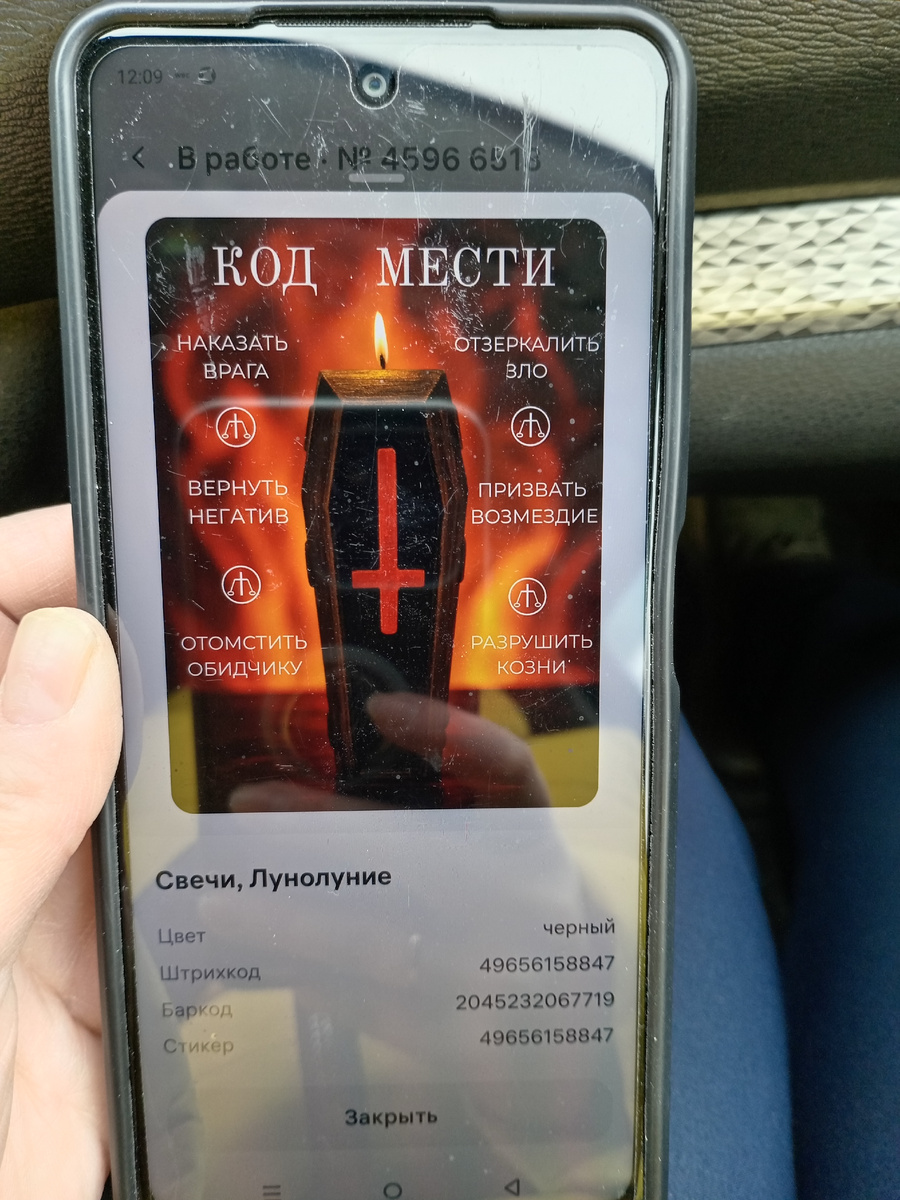 12:09
В работе · № 4596 6515
КОД МЕСТИ
НАКАЗАТЬ
ВРАГА
ОТЗЕРКАЛИТЬ
ЗЛО
ВЕРНУТЬ
НЕГАТИВ
ПРИЗВАТЬ
ВОЗМЕЗДИЕ
ОТОМСТИТЬ
ОБИДЧИКУ
РАЗРУШИТЬ
КОЗНИ
Свечи, Лунолуние
Цвет черный
Штрихкод 49656158847
Баркод 2045232067719
Стикер 49656158847
Закрыть